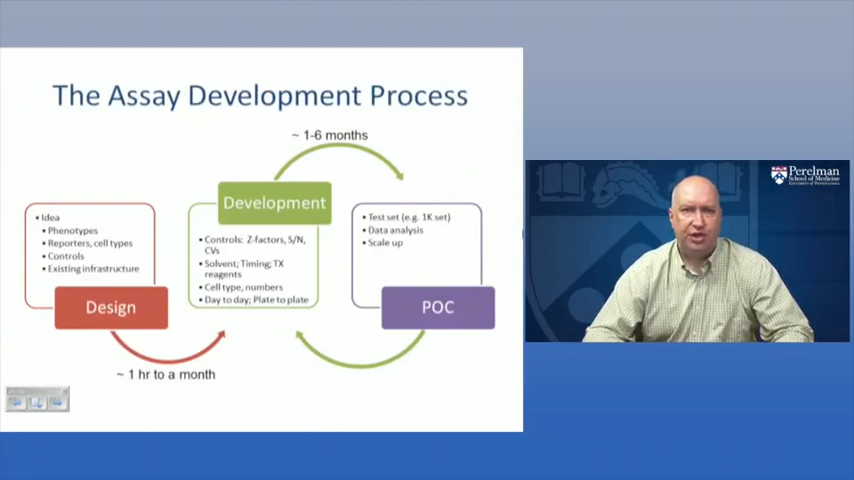 The Assay Development Process
~ 1-6 months
Development
• Idea
• Phenotypes
• Reporters, cell types
• Controls
• Existing infrastructure
Design
• Controls: Z-factors, S/N,
CVs
• Solvent; Timing; TX
reagents
• Cell type, numbers
• Day to day; Plate to plate
• Test set (e.g. 1K set)
• Data analysis
• Scale up
POC
~ 1 hr to a month
Perelman
School of Medicine
University of Pennsylvania